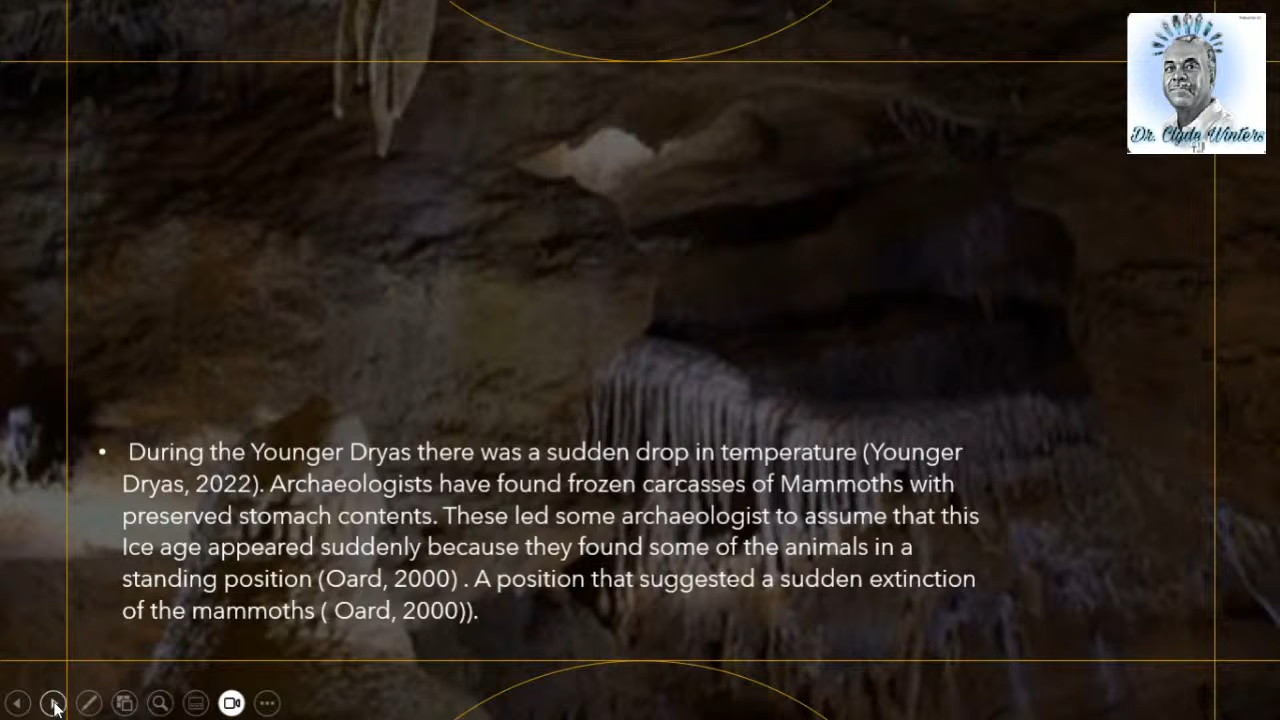 Dr. Clyde Winters
• During the Younger Dryas there was a sudden drop in temperature (Younger
Dryas, 2022). Archaeologists have found frozen carcasses of Mammoths with
preserved stomach contents. These led some archaeologist to assume that this
Ice age appeared suddenly because they found some of the animals in a
standing position (Oard, 2000) . A position that suggested a sudden extinction
of the mammoths ( Oard, 2000)).